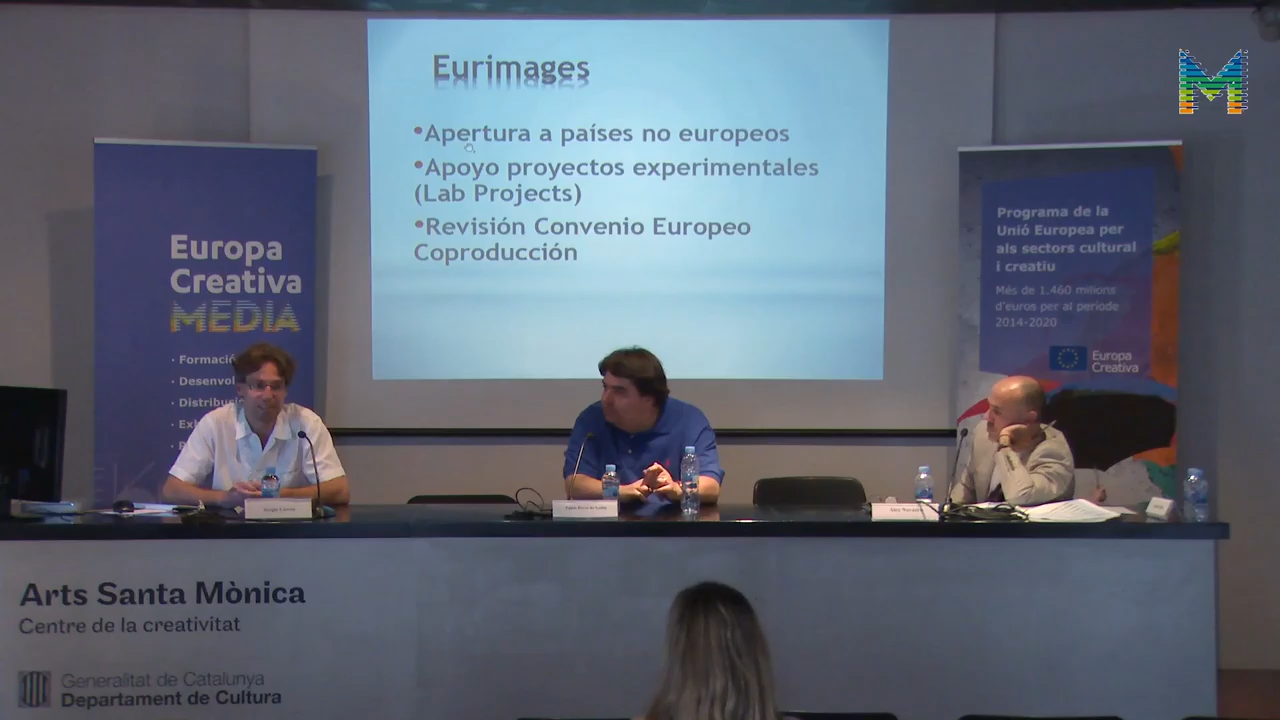 Eurimages
•Apertura a países no europeos
•Apoyo proyectos experimentales
(Lab Projects)
•Revisión Convenio Europeo
Coproducción
M
Europa
Creativa
MEDIA
· Formació
· Desenvol
· Distribuci
· Exh
Programa de la
Unió Europea per
als sectors cultural
i creatiu
Més de 1.460 milions
d'euros per al període
2014-2020
Europa
Creativa
Arts Santa Mònica
Centre de la creativitat
Generalitat de Catalunya
Departament de Cultura